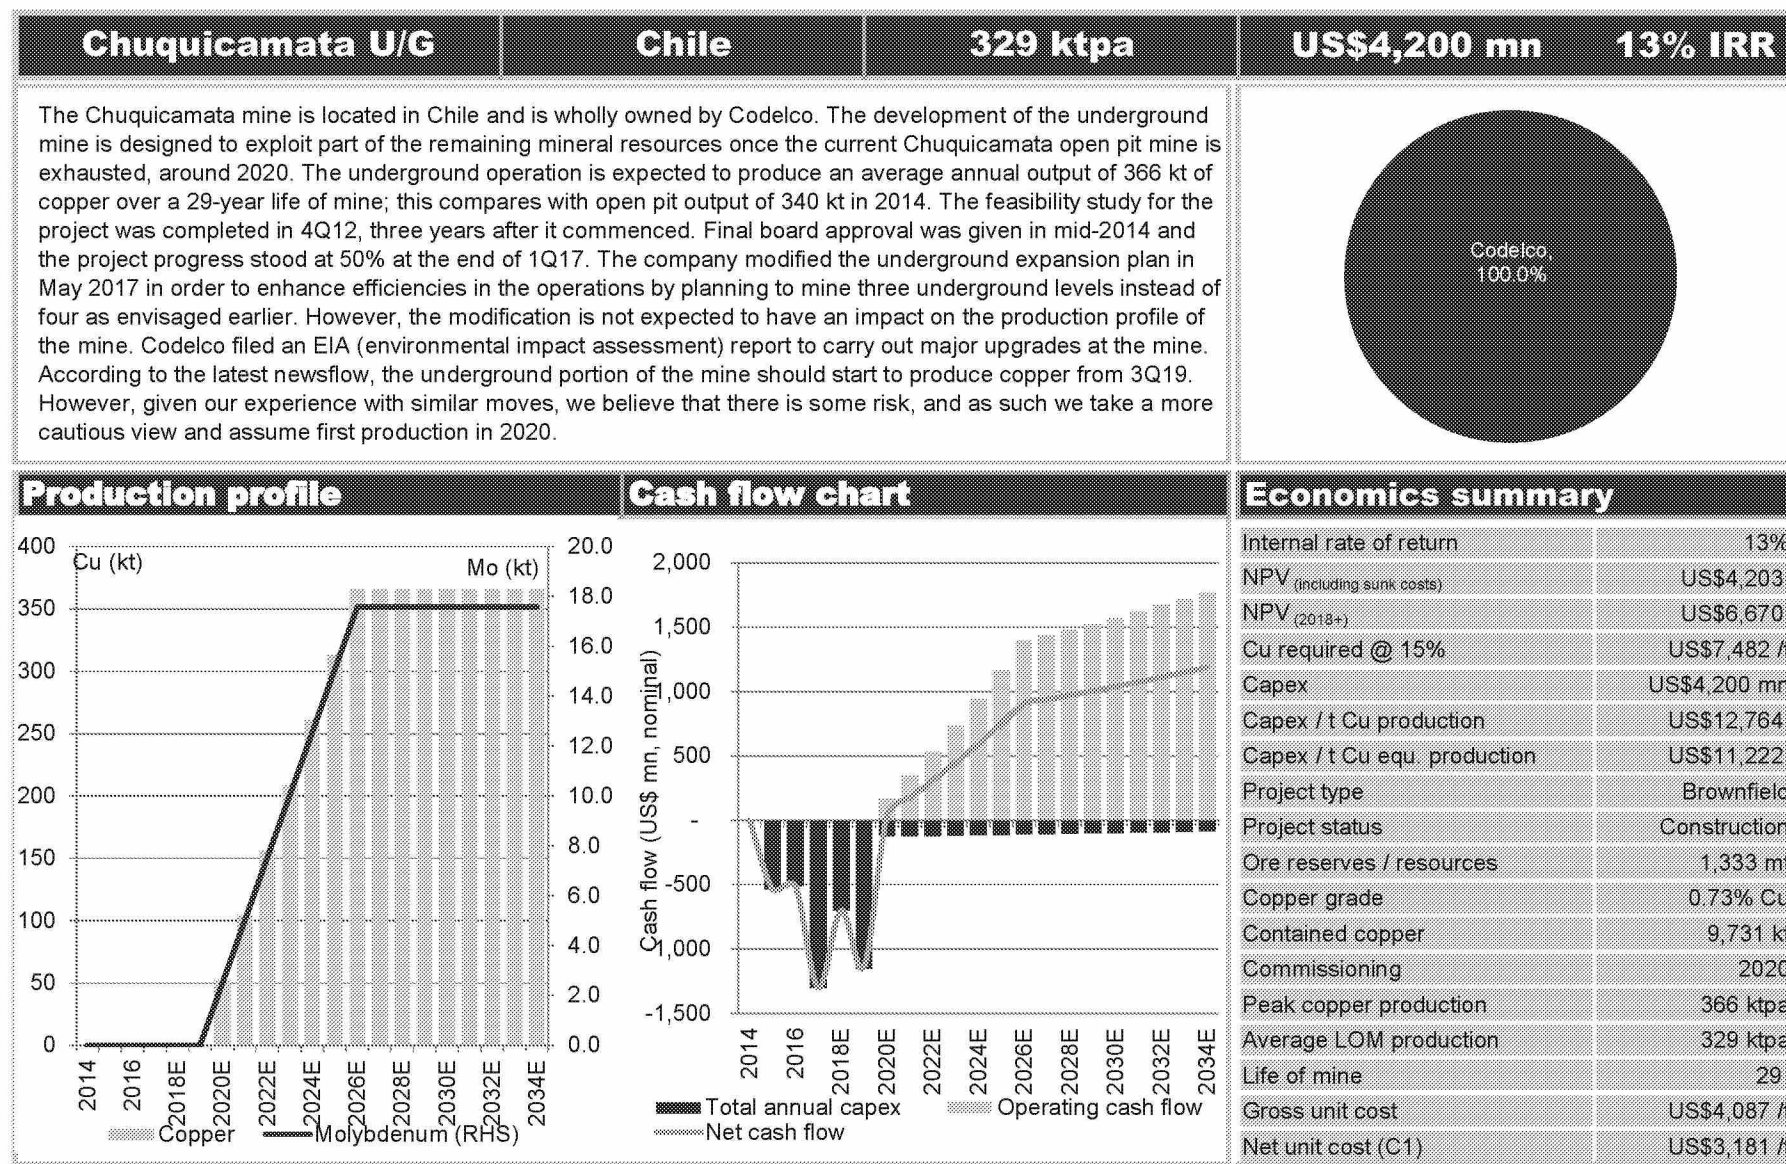 Chuquicamata U/G Chile 329 ktpa US$4,200 mn 13% IRR
The Chuquicamata mine is located in Chile and is wholly owned by Codelco. The development of the underground
mine is designed to exploit part of the remaining mineral resources once the current Chuquicamata open pit mine is
exhausted, around 2020. The underground operation is expected to produce an average annual output of 366 kt of
copper over a 29-year life of mine; this compares with open pit output of 340 kt in 2014. The feasibility study for the
project was completed in 4Q12, three years after it commenced. Final board approval was given in mid-2014 and
the project progress stood at 50% at the end of 1Q17. The company modified the underground expansion plan in
May 2017 in order to enhance efficiencies in the operations by planning to mine three underground levels instead of
four as envisaged earlier. However, the modification is not expected to have an impact on the production profile of
the mine. Codelco filed an EIA (environmental impact assessment) report to carry out major upgrades at the mine.
According to the latest newsflow, the underground portion of the mine should start to produce copper from 3Q19.
However, given our experience with similar moves, we believe that there is some risk, and as such we take a more
cautious view and assume first production in 2020.
Codelco,
100.0%
Production profile
Cu (kt)
Mo (kt)
400
350
300
250
200
150
100
50
0
20.0
18.0
16.0
14.0
12.0
10.0
8.0
6.0
4.0
2.0
0.0
2014
2016
2018E
2020E
2022E
2024E
2026E
2028E
2030E
2032E
2034E
Copper
Molybdenum (RHS)
Cash flow chart
Cash flow (US$ mn, nominal)
2,000
1,500
1,000
500
-
-500
-1,000
-1,500
2014
2016
2018E
2020E
2022E
2024E
2026E
2028E
2030E
2032E
2034E
Total annual capex
Operating cash flow
Net cash flow
Economics summary
Internal rate of return 13%
NPV (including sunk costs) US$4,203
NPV (2018+) US$6,670
Cu required @ 15% US$7,482 /t
Capex US$4,200 mn
Capex / t Cu production US$12,764
Capex / t Cu equ. production US$11,222
Project type Brownfield
Project status Construction
Ore reserves / resources 1,333 mt
Copper grade 0.73% Cu
Contained copper 9,731 kt
Commissioning 2020
Peak copper production 366 ktpa
Average LOM production 329 ktpa
Life of mine 29
Gross unit cost US$4,087 /t
Net unit cost (C1) US$3,181 /t